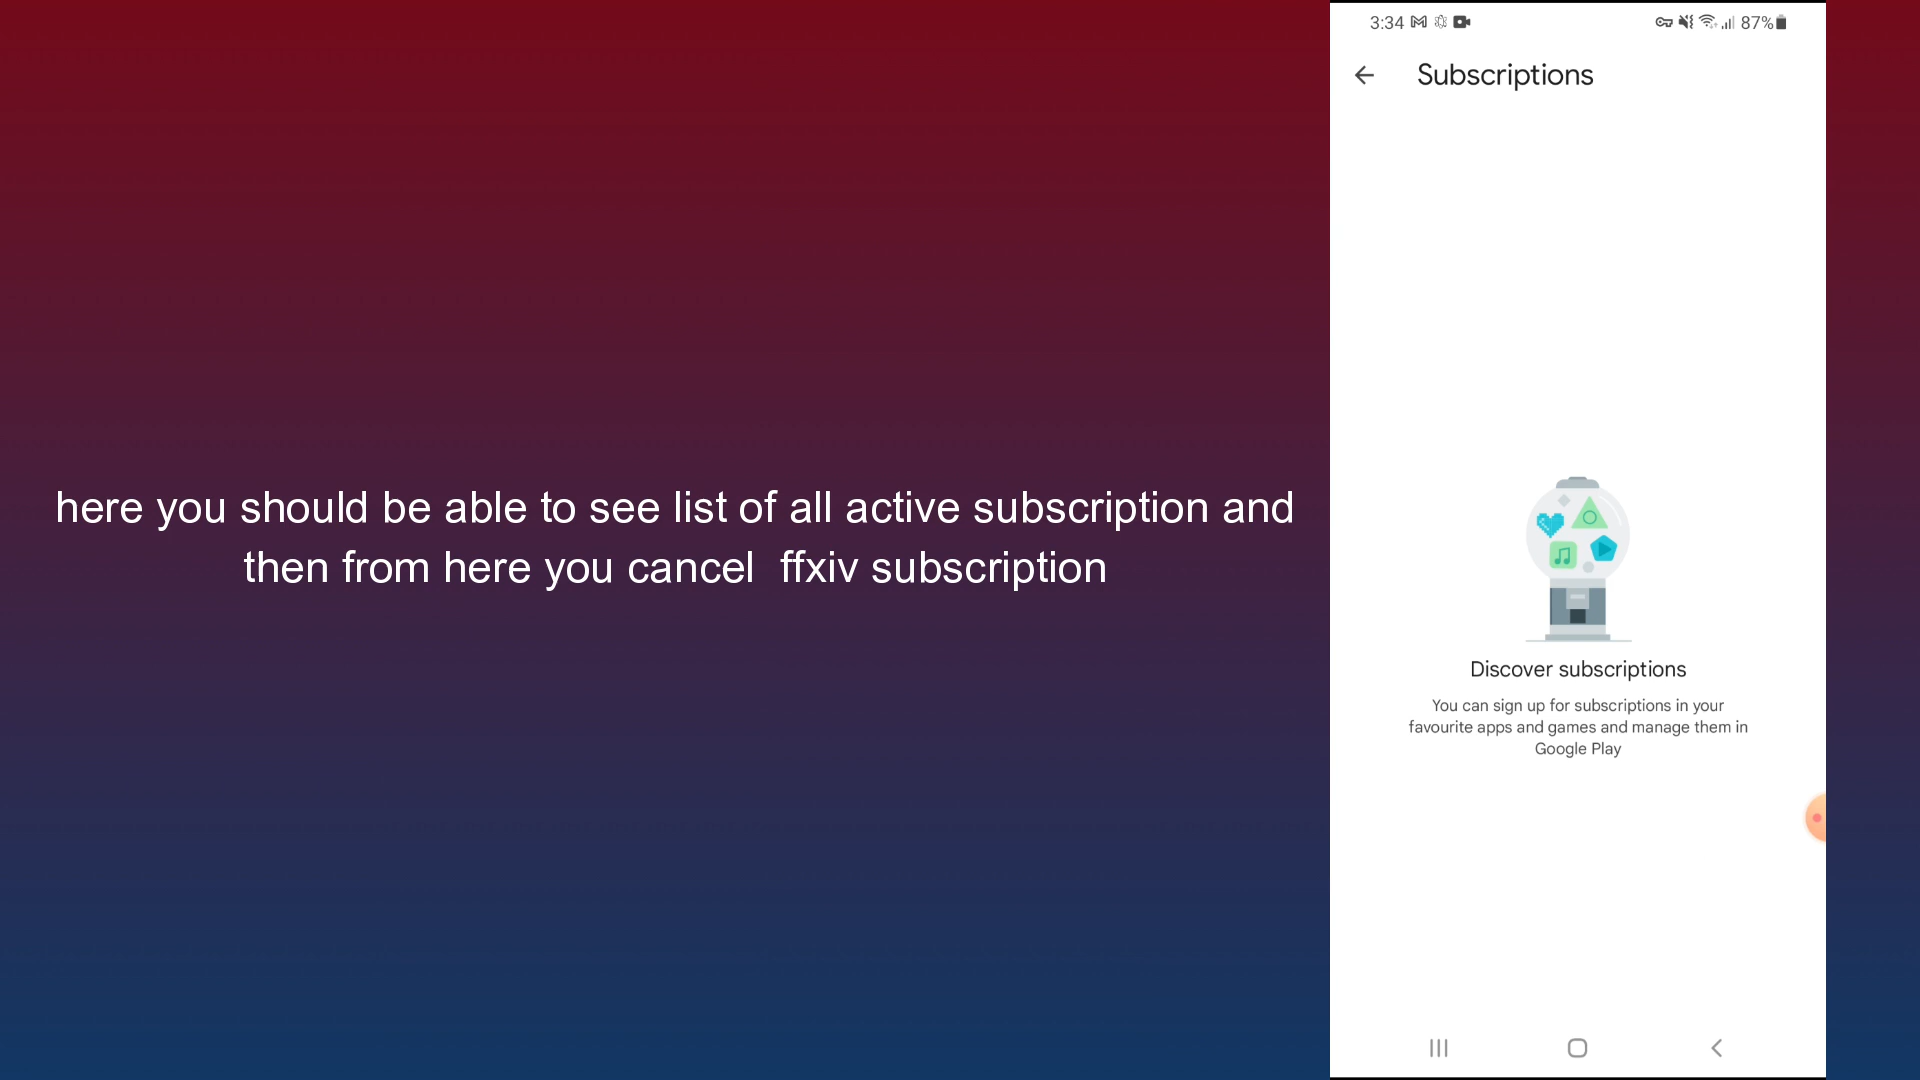 here you should be able to see list of all active subscription and
then from here you cancel  ffxiv subscription
3:34
87%
Subscriptions
Discover subscriptions
You can sign up for subscriptions in your
favourite apps and games and manage them in
Google Play